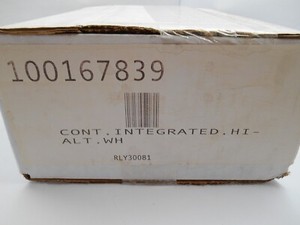 100167839
CONT.INTEGRATED.HI-
ALT.WH
RLY30081